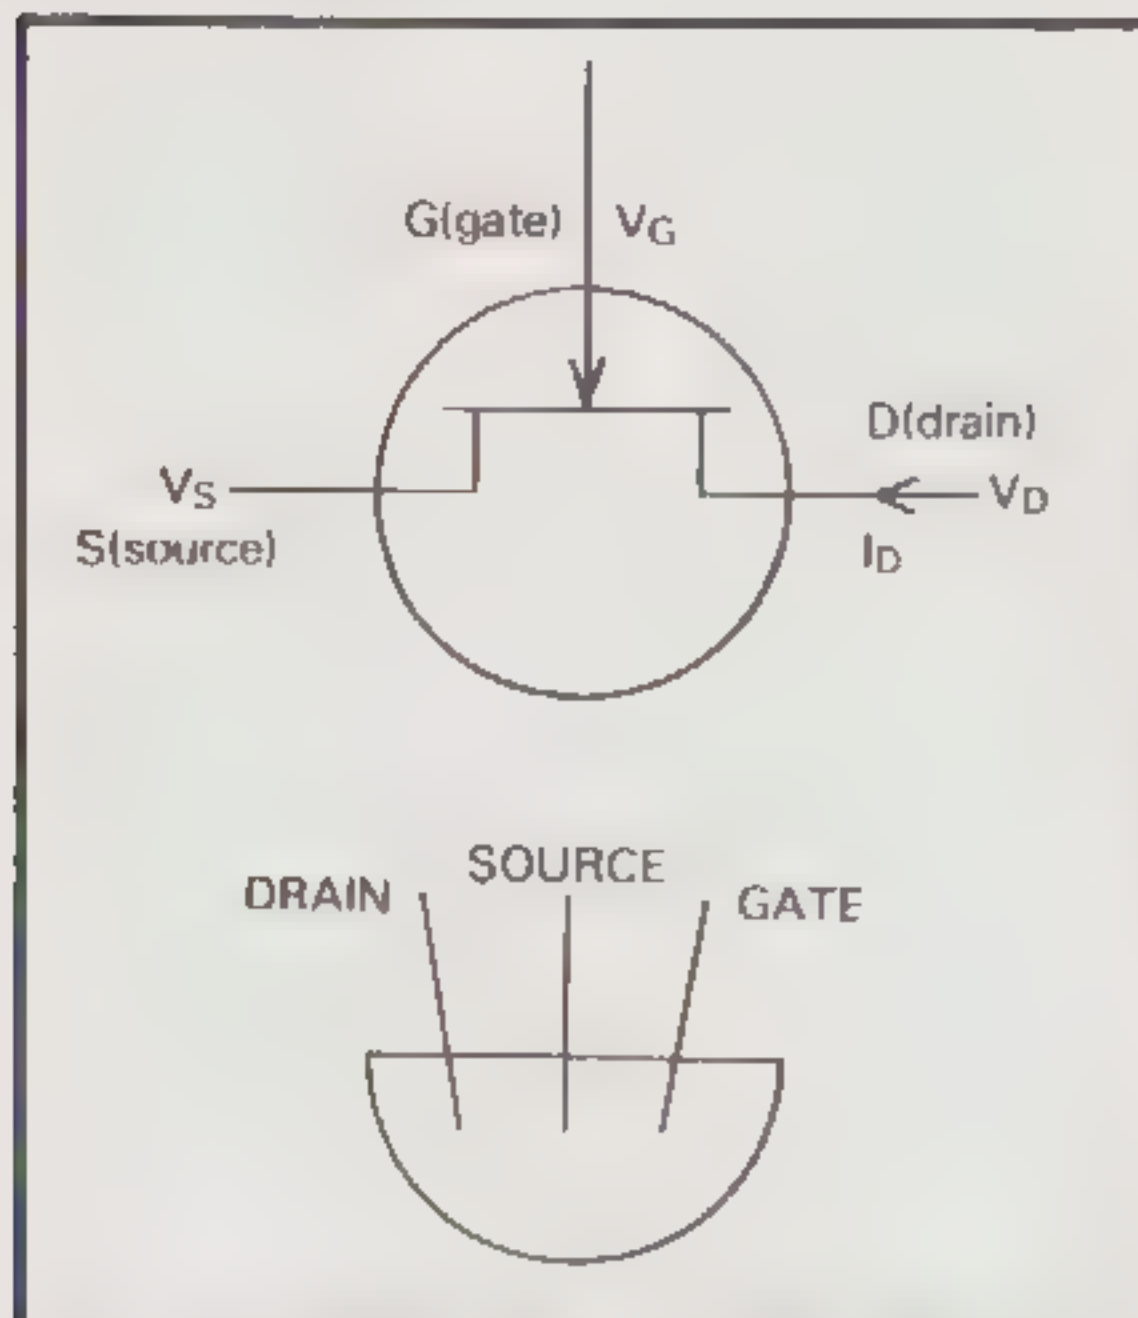 G(gate) VG
D(drain)
VS VD
S(source) ID
SOURCE
DRAIN GATE